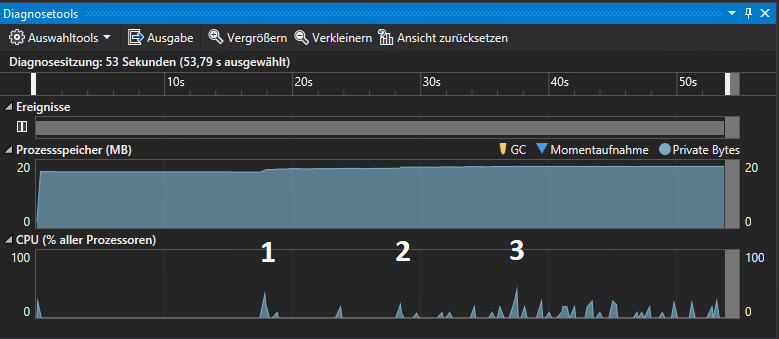 Diagnosetools
Auswahltools Ausgabe Vergrößern Verkleinern Ansicht zurücksetzen
Diagnosesitzung: 53 Sekunden (53,79 s ausgewählt)
10s 20s 30s 40s 50s
Ereignisse
Prozessspeicher (MB) GC Momentaufnahme Private Bytes
20 20
0 0
CPU (% aller Prozessoren) 1 2 3
100 100
0 0